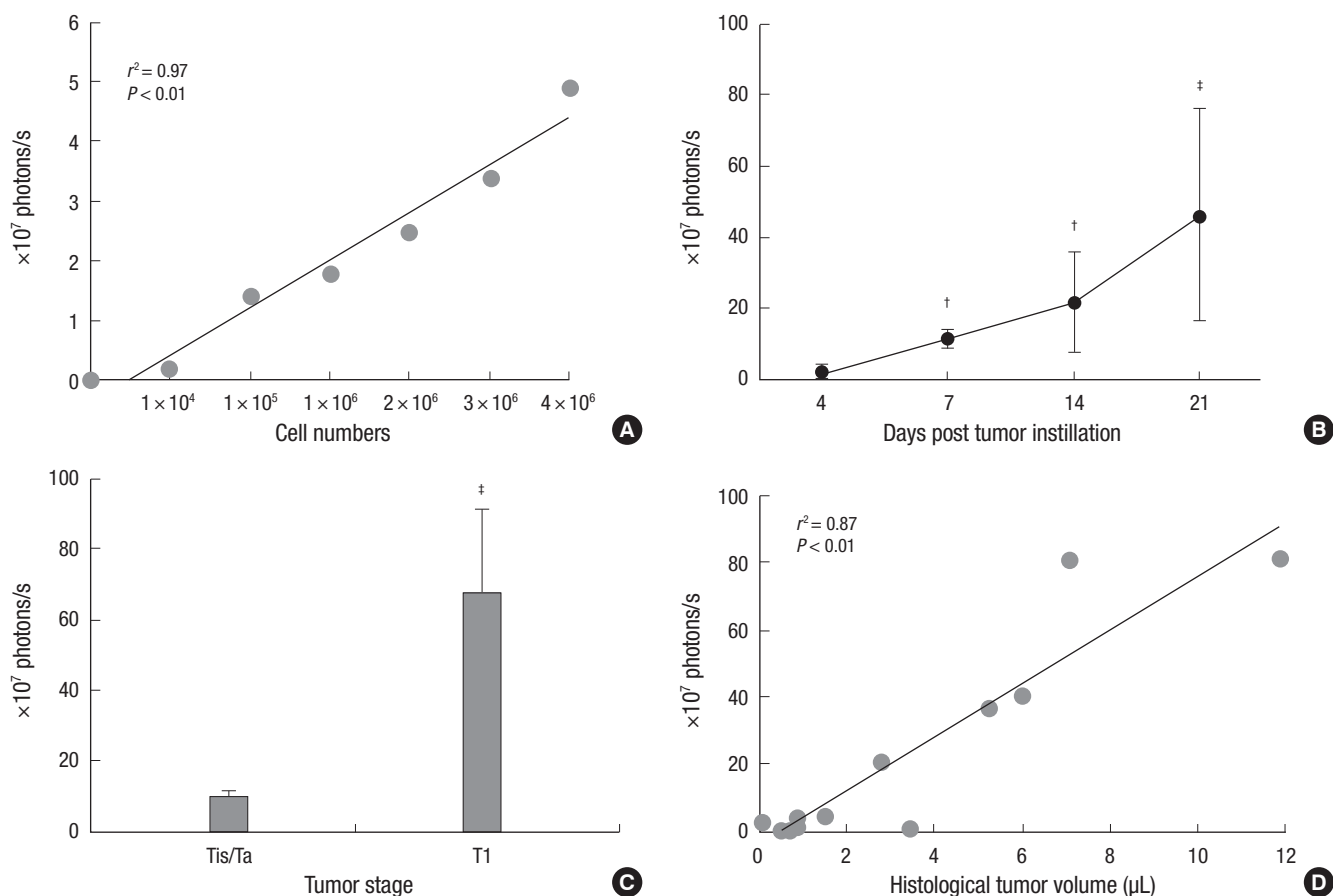 6
5
4
3
2
1
0
×10⁷ photons/s
r² = 0.97
P < 0.01
1 × 10⁴ 1 × 10⁵ 1 × 10⁶ 2 × 10⁶ 3 × 10⁶ 4 × 10⁶
Cell numbers
A
100
80
60
40
20
0
×10⁷ photons/s
†
†
‡
4 7 14 21
Days post tumor instillation
B
100
80
60
40
20
0
×10⁷ photons/s
‡
Tis/Ta T1
Tumor stage
C
100
80
60
40
20
0
×10⁷ photons/s
r² = 0.87
P < 0.01
0 2 4 6 8 10 12
Histological tumor volume (µL)
D